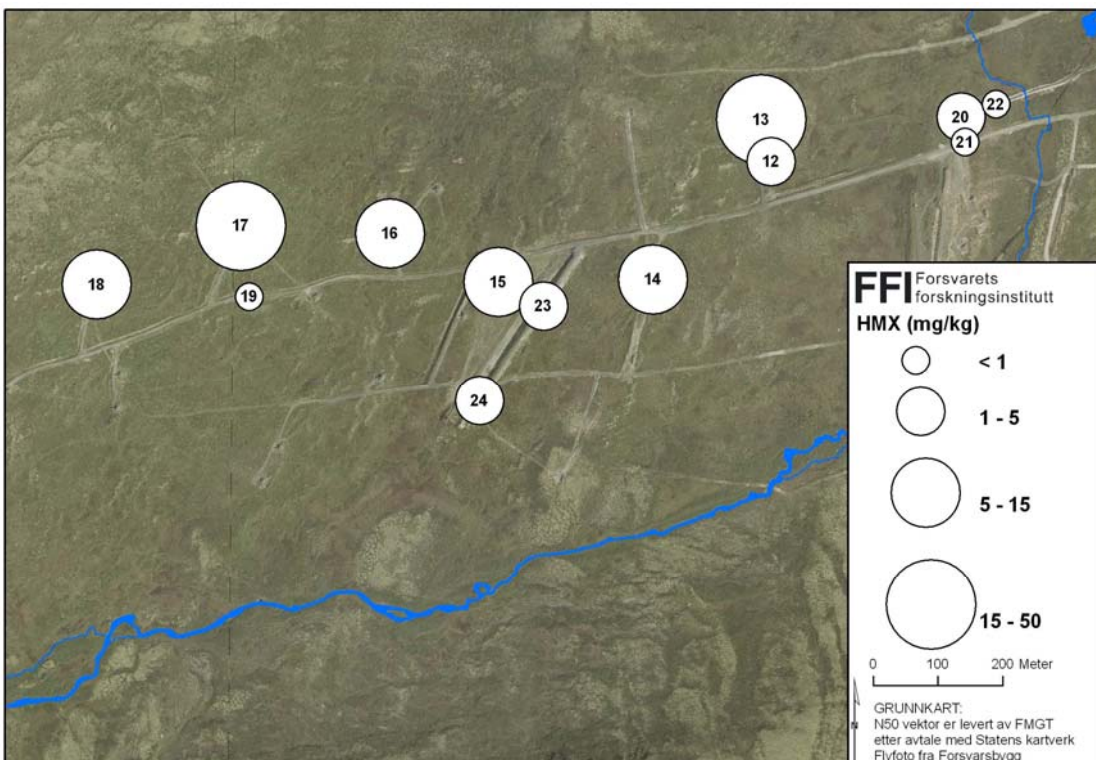 13
22
20
21
12
17
16
18
15
14
19
23
24
FFI Forsvarets
forskningsinstitutt
HMX (mg/kg)
< 1
1 - 5
5 - 15
15 - 50
0 100 200 Meter
N
GRUNNKART:
N50 vektor er levert av FMGT
etter avtale med Statens kartverk
Flyfoto fra Forsvarsbygg